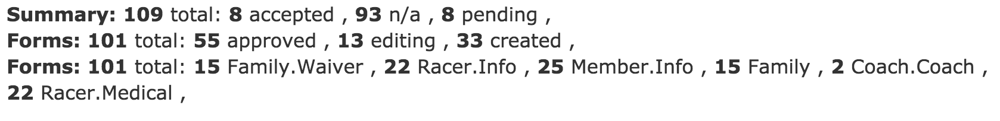 Summary: 109 total: 8 accepted , 93 n/a , 8 pending ,
Forms: 101 total: 55 approved , 13 editing , 33 created ,
Forms: 101 total: 15 Family.Waiver , 22 Racer.Info , 25 Member.Info , 15 Family , 2 Coach.Coach ,
22 Racer.Medical ,